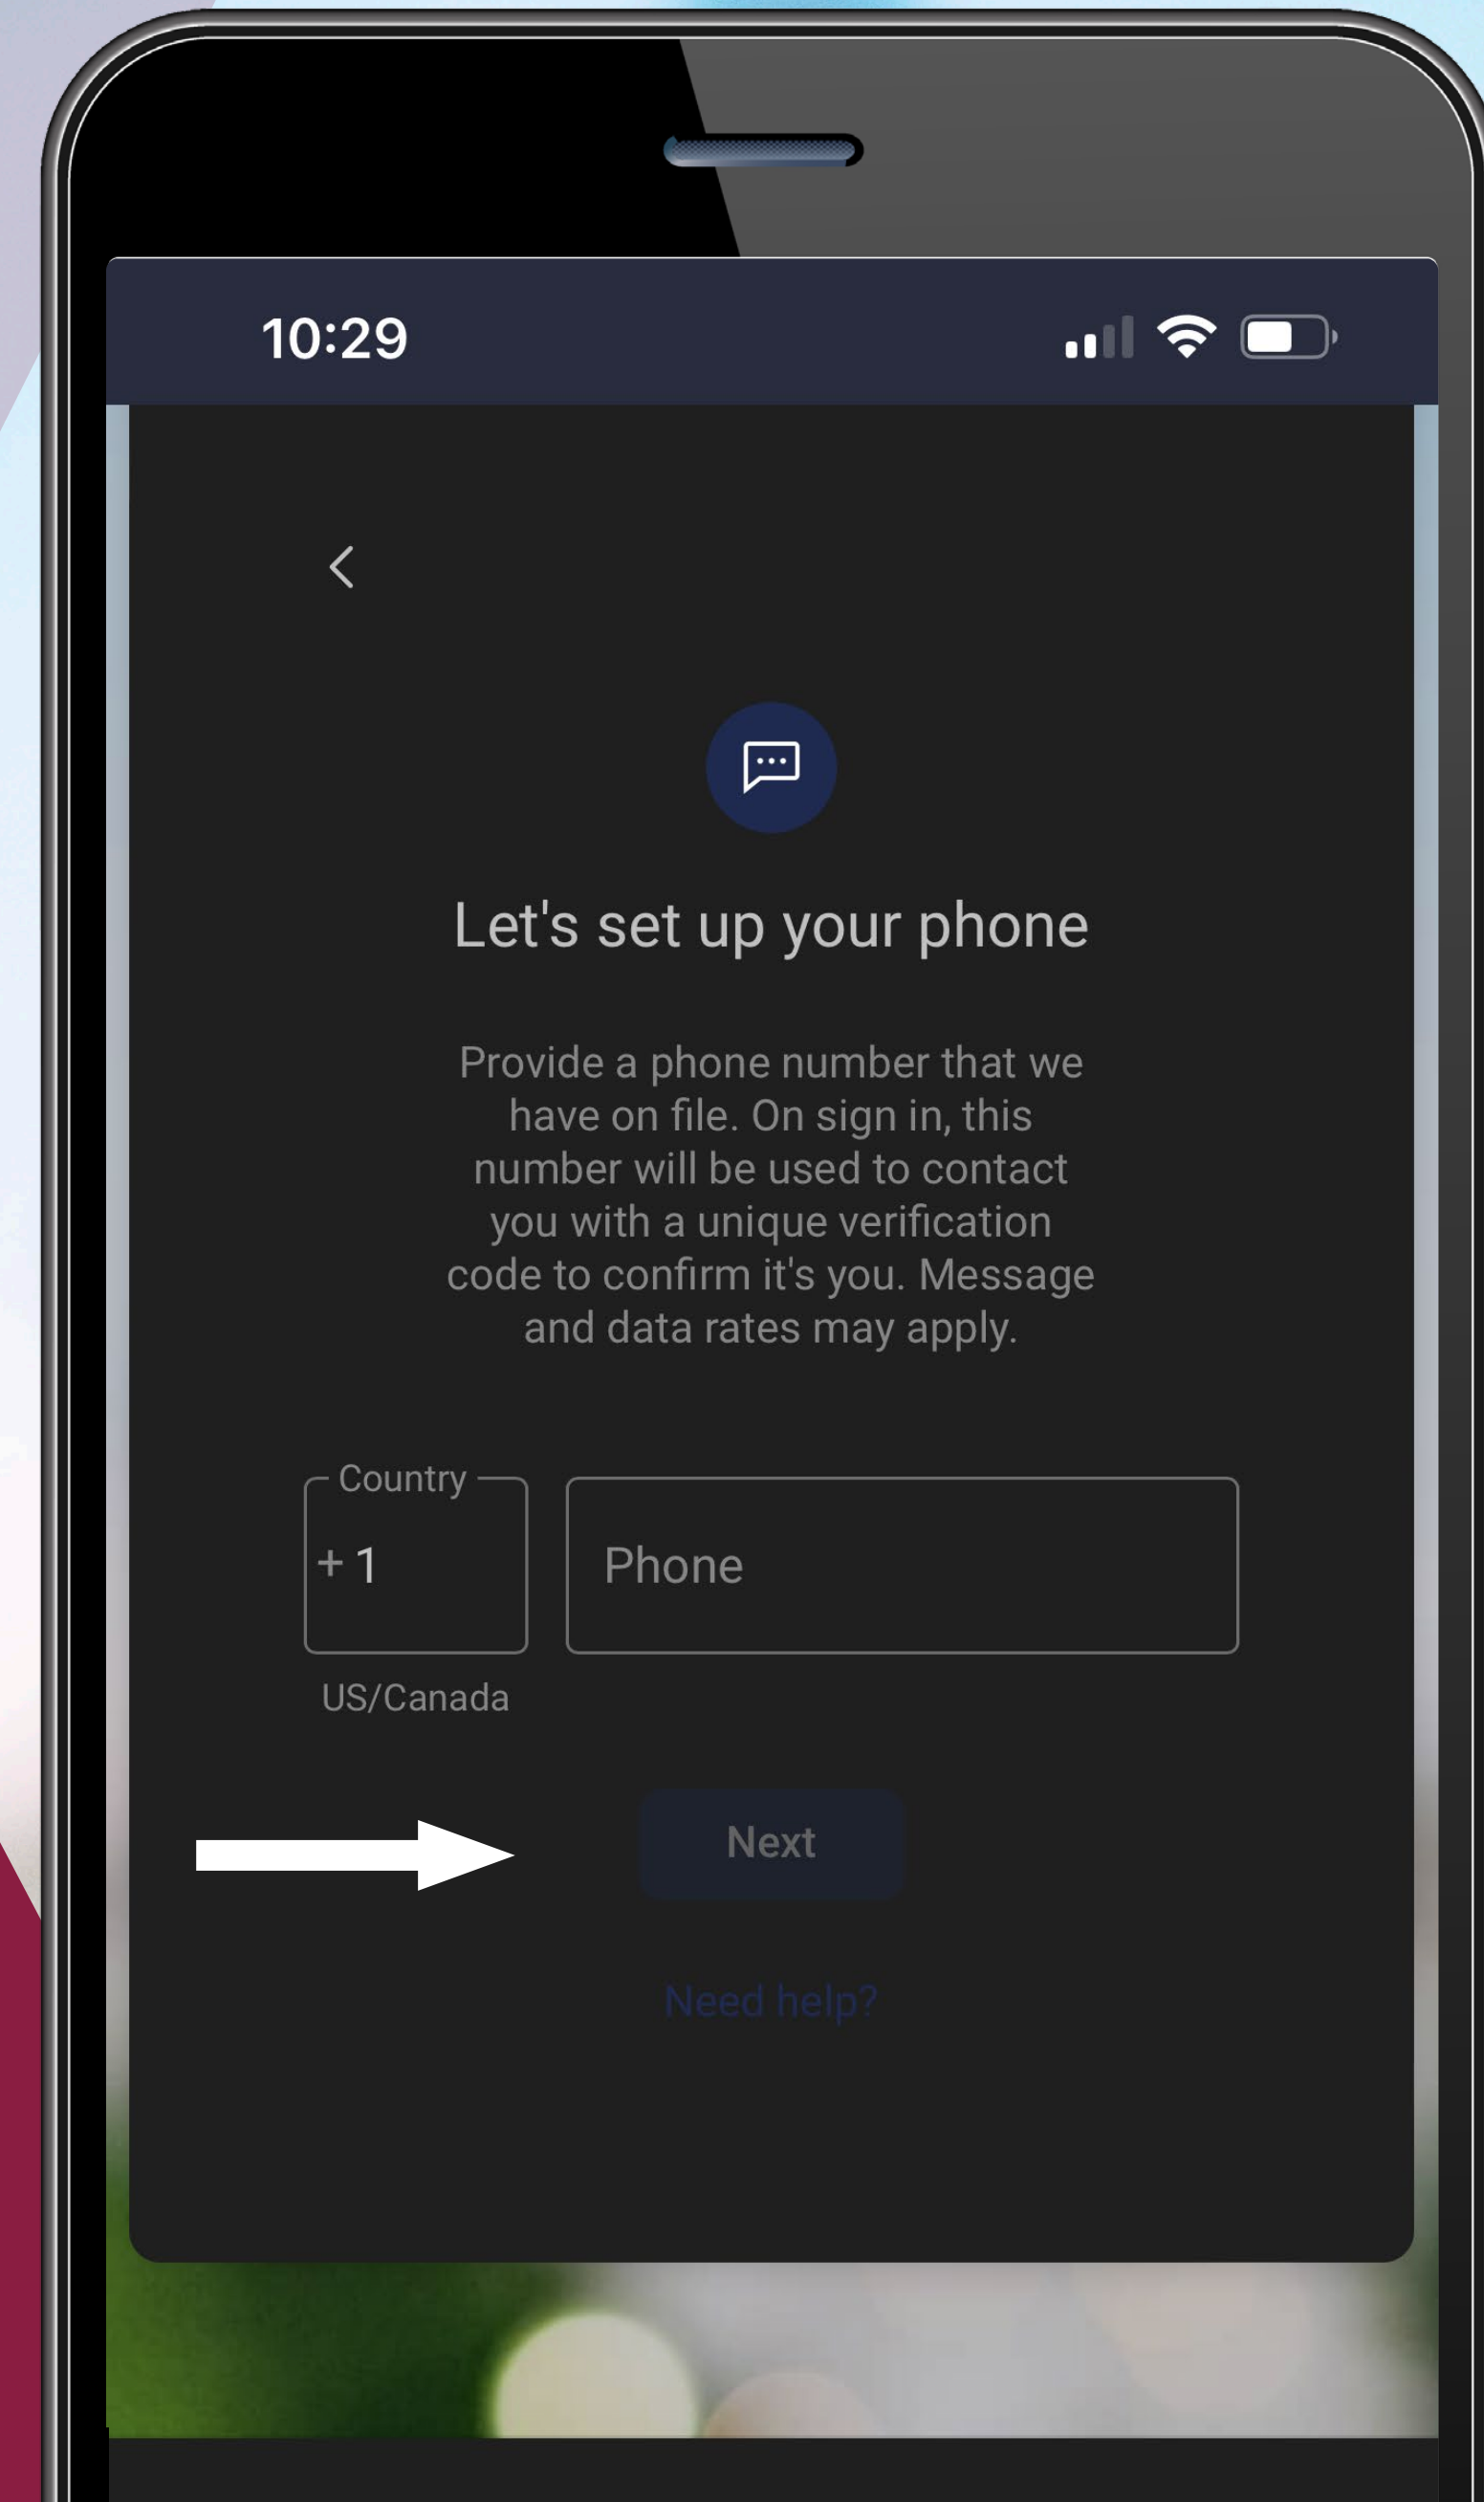 10:29
Let's set up your phone
Provide a phone number that we
have on file. On sign in, this
number will be used to contact
you with a unique verification
code to confirm it's you. Message
and data rates may apply.
Country
+ 1
Phone
US/Canada
Next
Need help?